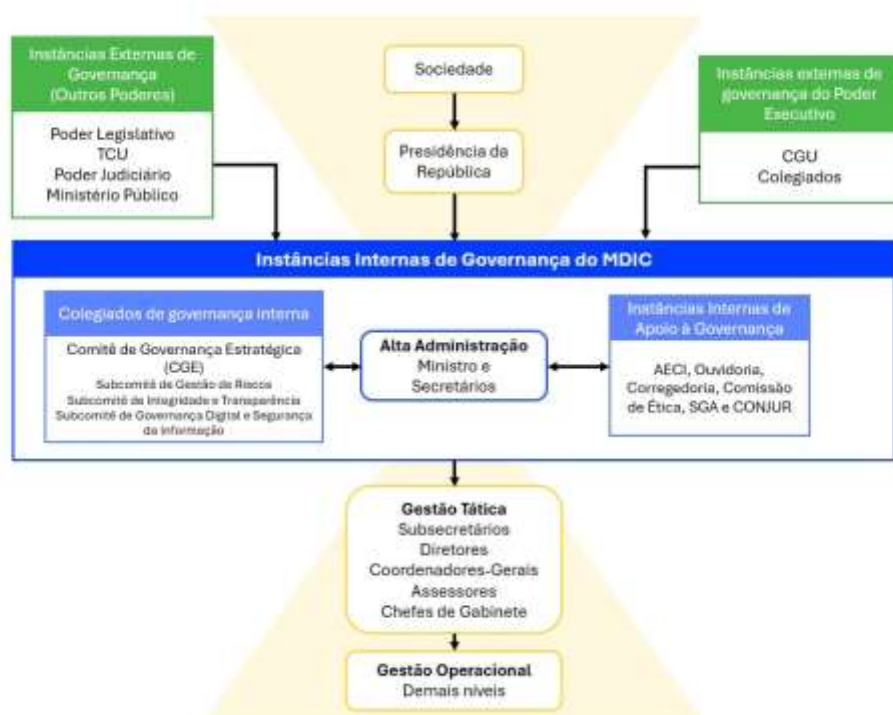 Instâncias Externas de
Governança
(Outros Poderes)
Poder Legislativo
TCU
Poder Judiciário
Ministério Público
Sociedade
Presidência da
República
Instâncias externas de
governança do Poder
Executivo
CGU
Colegiados
Instâncias Internas de Governança do MDIC
Colegiados de governança interna
Comitê de Governança Estratégica
(CGE)
Subcomitê de Gestão de Riscos
Subcomitê de Integridade e Transparência
Subcomitê de Governança Digital e Segurança
da Informação
Alta Administração
Ministro e
Secretários
Instâncias Internas de
Apoio à Governança
AECI, Ouvidoria,
Corregedoria, Comissão
de Ética, SGA e CONJUR
Gestão Tática
Subsecretários
Diretores
Coordenadores-Gerais
Assessores
Chefes de Gabinete
Gestão Operacional
Demais níveis